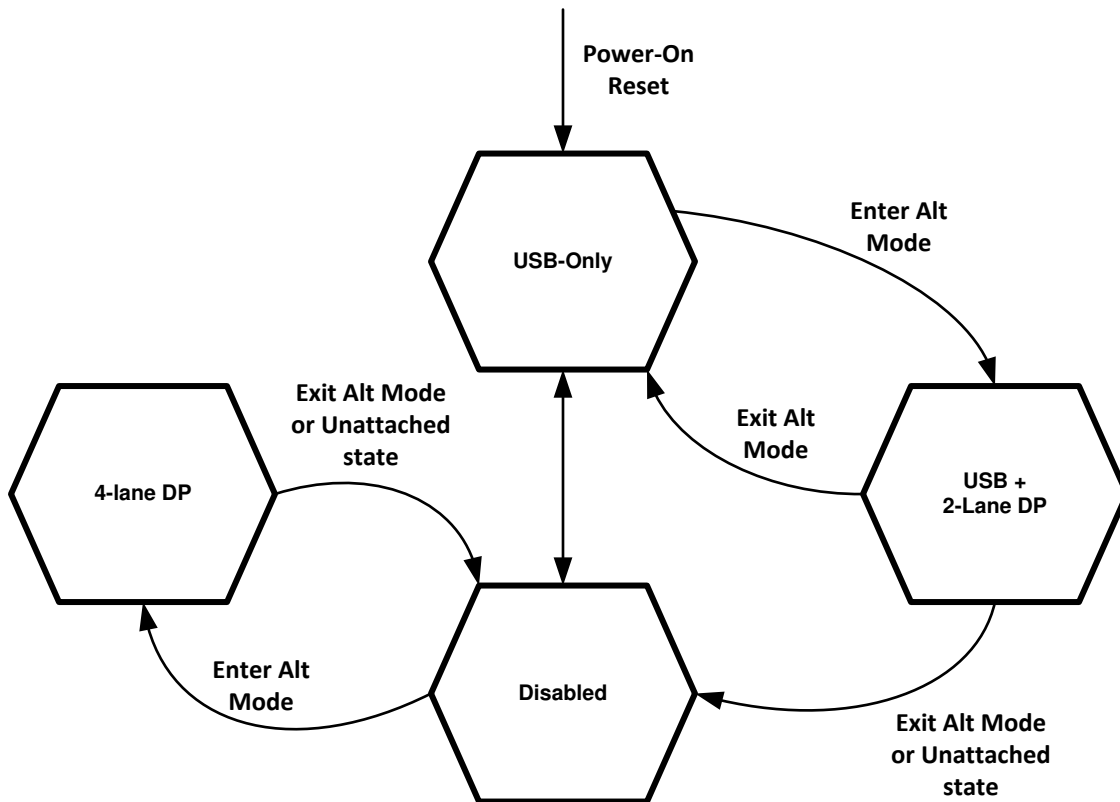 Power-On
Reset
USB-Only
Enter Alt
Mode
Exit Alt Mode
or Unattached
state
Exit Alt
Mode
4-lane DP
USB +
2-Lane DP
Enter Alt
Mode
Disabled
Exit Alt Mode
or Unattached
state